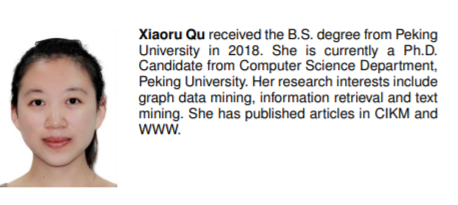 Xiaoru Qu received the B.S. degree from Peking
University in 2018. She is currently a Ph.D.
Candidate from Computer Science Department,
Peking University. Her research interests include
graph data mining, information retrieval and text
mining. She has published articles in CIKM and
WWW.